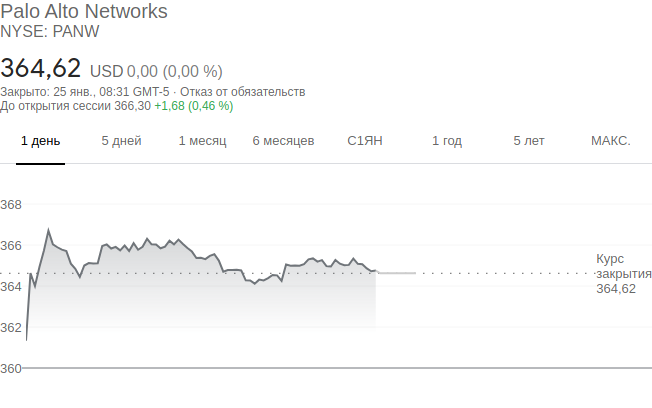 Palo Alto Networks
NYSE: PANW
364,62 USD 0,00 (0,00 %)
Закрыто: 25 янв., 08:31 GMT-5 · Отказ от обязательств
До открытия сессии 366,30 +1,68 (0,46 %)
1 день 5 дней 1 месяц 6 месяцев С1ЯН 1 год 5 лет МАКС.
368
366
Курс
закрытия
364,62
364
362
360